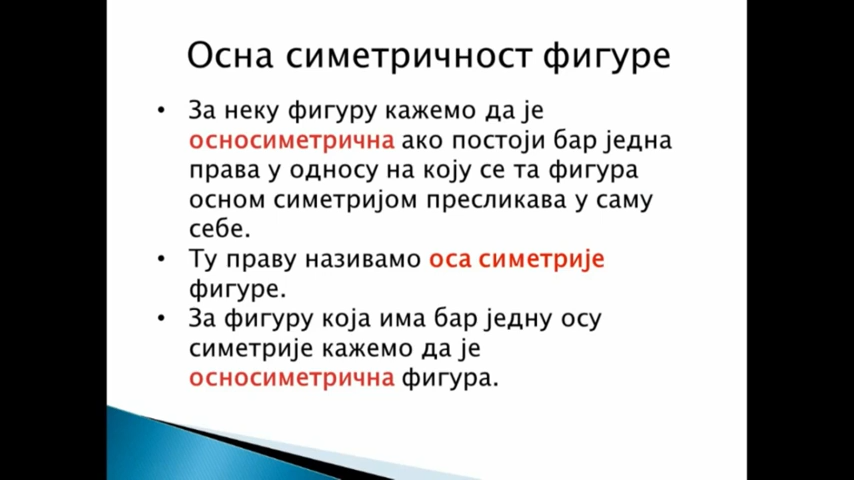 Осна симетричност фигуре
• За неку фигуру кажемо да је
осносиметрична ако постоји бар једна
права у односу на коју се та фигура
осном симетријом пресликава у саму
себе.
• Ту праву називамо оса симетрије
фигуре.
• За фигуру која има бар једну осу
симетрије кажемо да је
осносиметрична фигура.